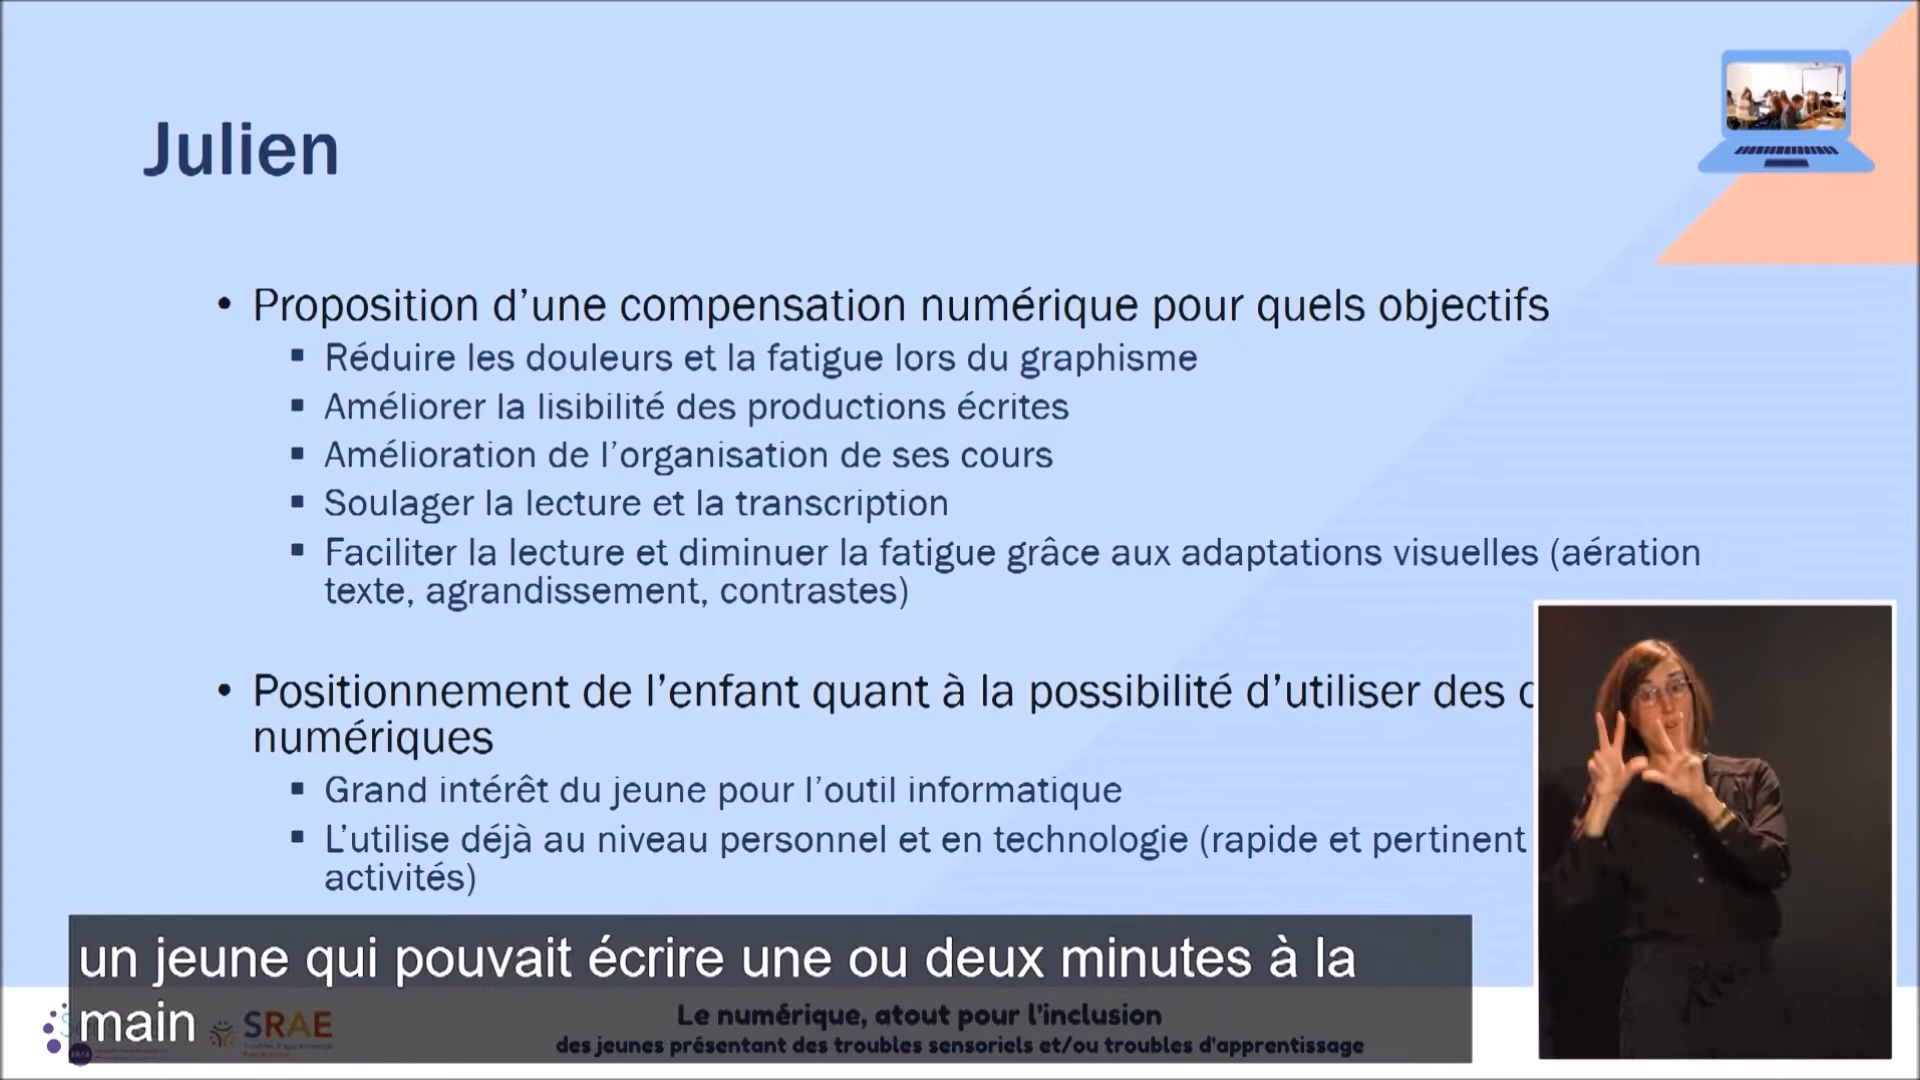 Julien
• Proposition d’une compensation numérique pour quels objectifs
▪ Réduire les douleurs et la fatigue lors du graphisme
▪ Améliorer la lisibilité des productions écrites
▪ Amélioration de l’organisation de ses cours
▪ Soulager la lecture et la transcription
▪ Faciliter la lecture et diminuer la fatigue grâce aux adaptations visuelles (aération
texte, agrandissement, contrastes)
• Positionnement de l’enfant quant à la possibilité d’utiliser des
numériques
▪ Grand intérêt du jeune pour l’outil informatique
▪ L’utilise déjà au niveau personnel et en technologie (rapide et pertinent
activités)
un jeune qui pouvait écrire une ou deux minutes à la
main
SRAE
Le numérique, atout pour l'inclusion
des jeunes présentant des troubles sensoriels et/ou troubles d'apprentissage